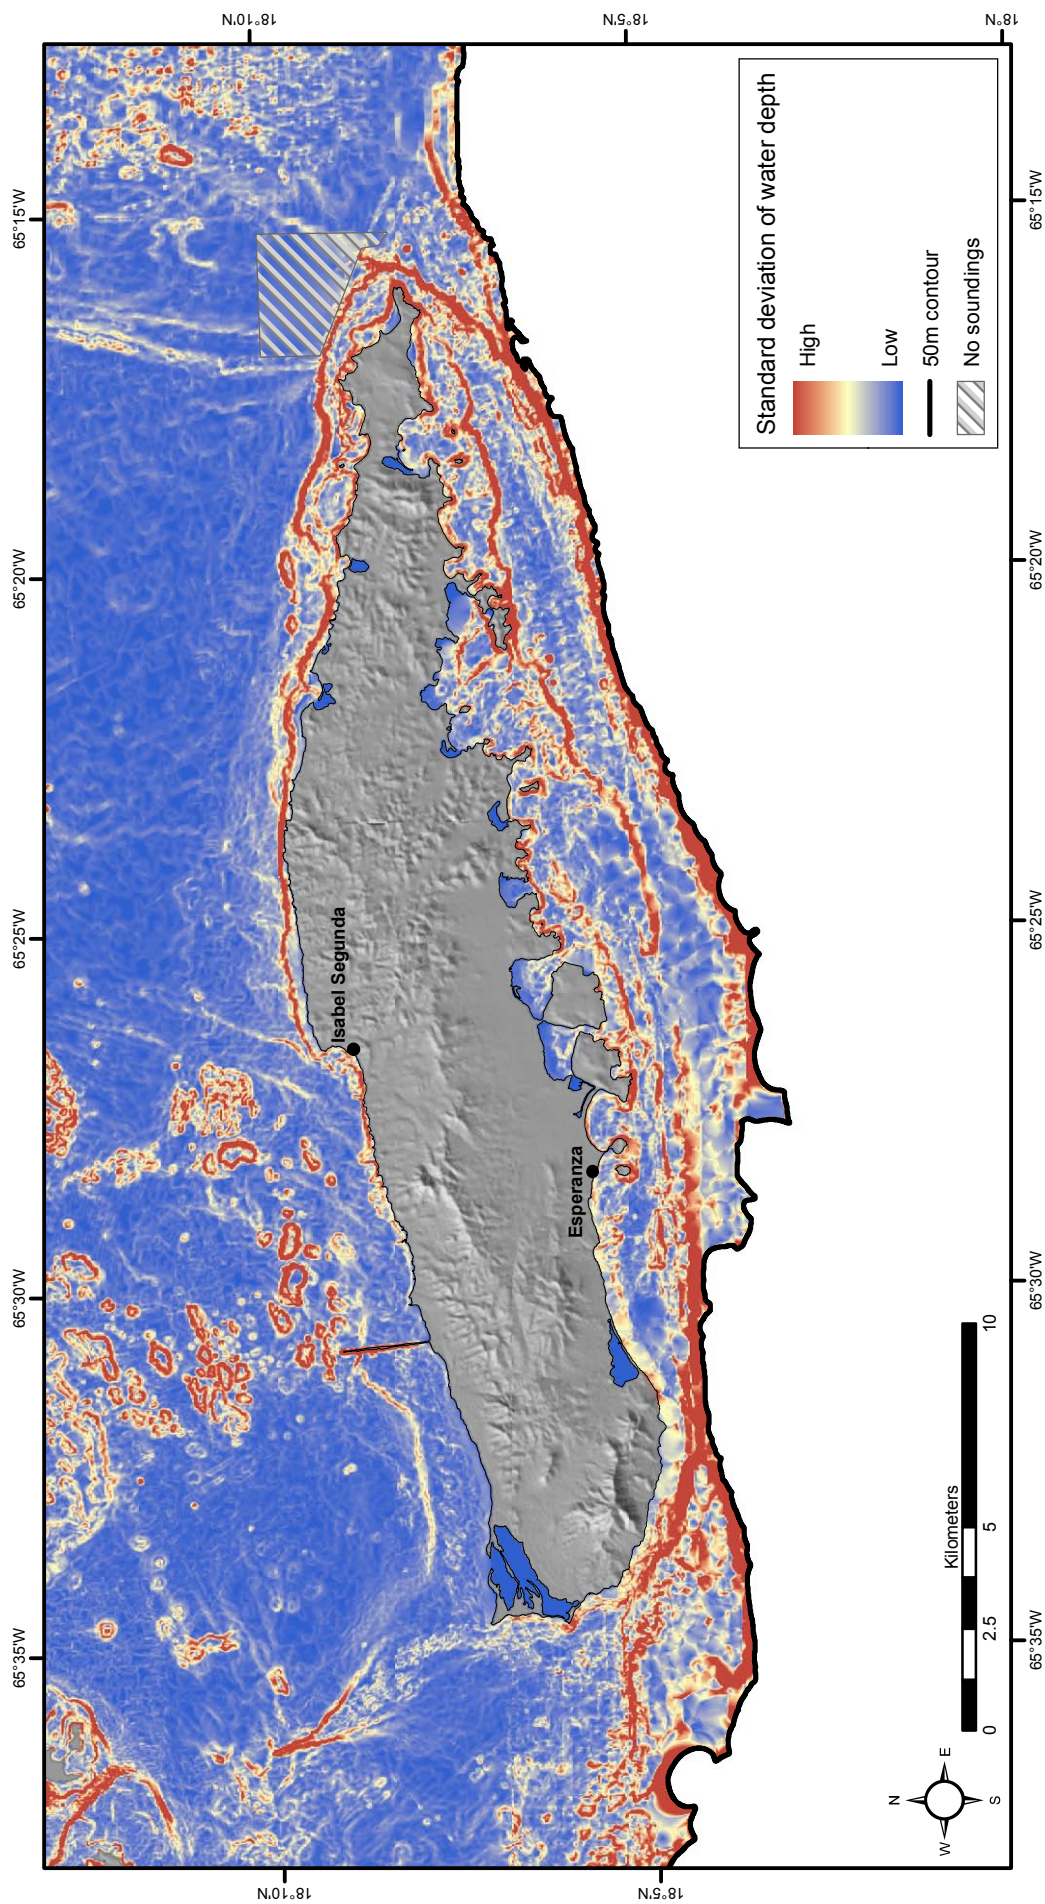 65°35'W
65°30'W
65°25'W
65°20'W
65°15'W
18°10'N
18°10'N
18°5'N
18°5'N
18°N
Isabel Segunda
Esperanza
Standard deviation of water depth
High
Low
50m contour
No soundings
N
W
E
S
Kilometers
0
2.5
5
10
65°35'W
65°30'W
65°25'W
65°20'W
65°15'W